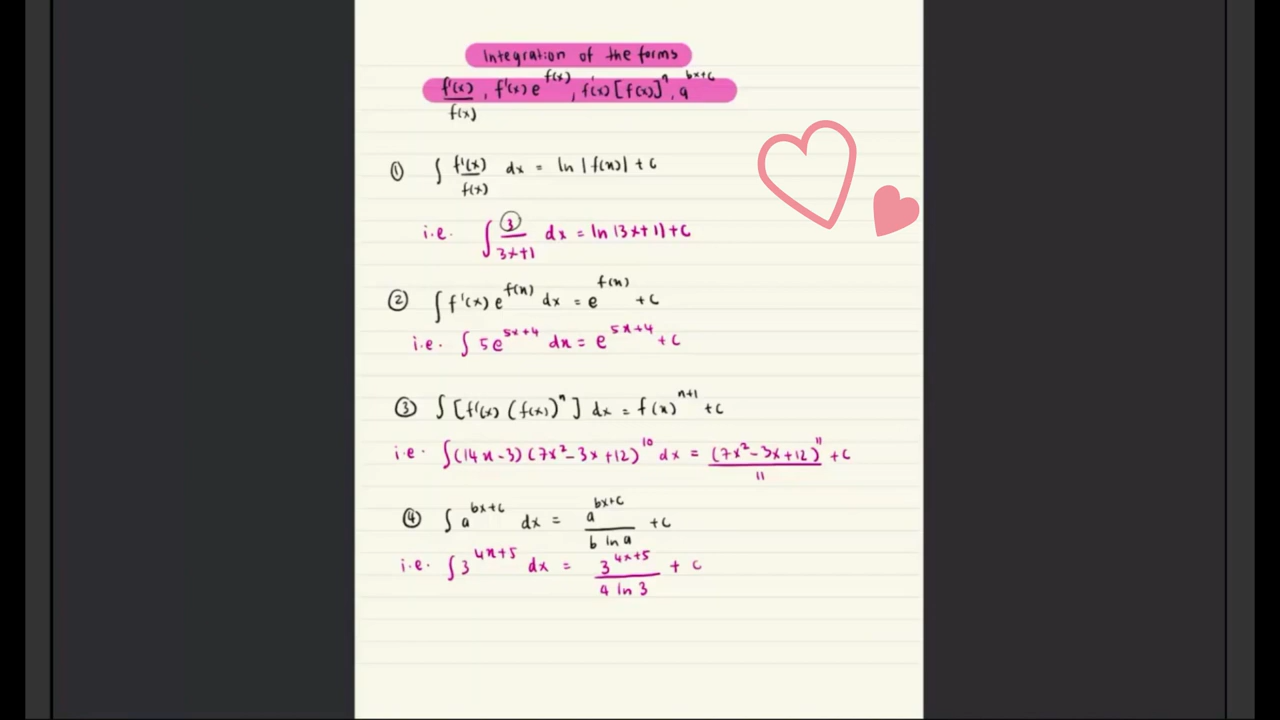 Integration of the forms
f'(x)/f(x), f'(x) e^f(x), f'(x) [f(x)]^n, a^bx+c
① ∫ f'(x)/f(x) dx = ln |f(x)| + c
i.e. ∫ 3/3x+1 dx = ln |3x+1| + c
② ∫ f'(x) e^f(x) dx = e^f(x) + c
i.e. ∫ 5e^5x+4 dx = e^5x+4 + c
③ ∫ [f'(x) (f(x))^n] dx = f(x)^n+1 + c
i.e. ∫(14x-3) (7x²-3x+12)^10 dx = (7x²-3x+12)^11/11 + c
④ ∫ a^bx+c dx = a^bx+c/b ln a + c
i.e. ∫ 3^4x+5 dx = 3^4x+5/4 ln 3 + c